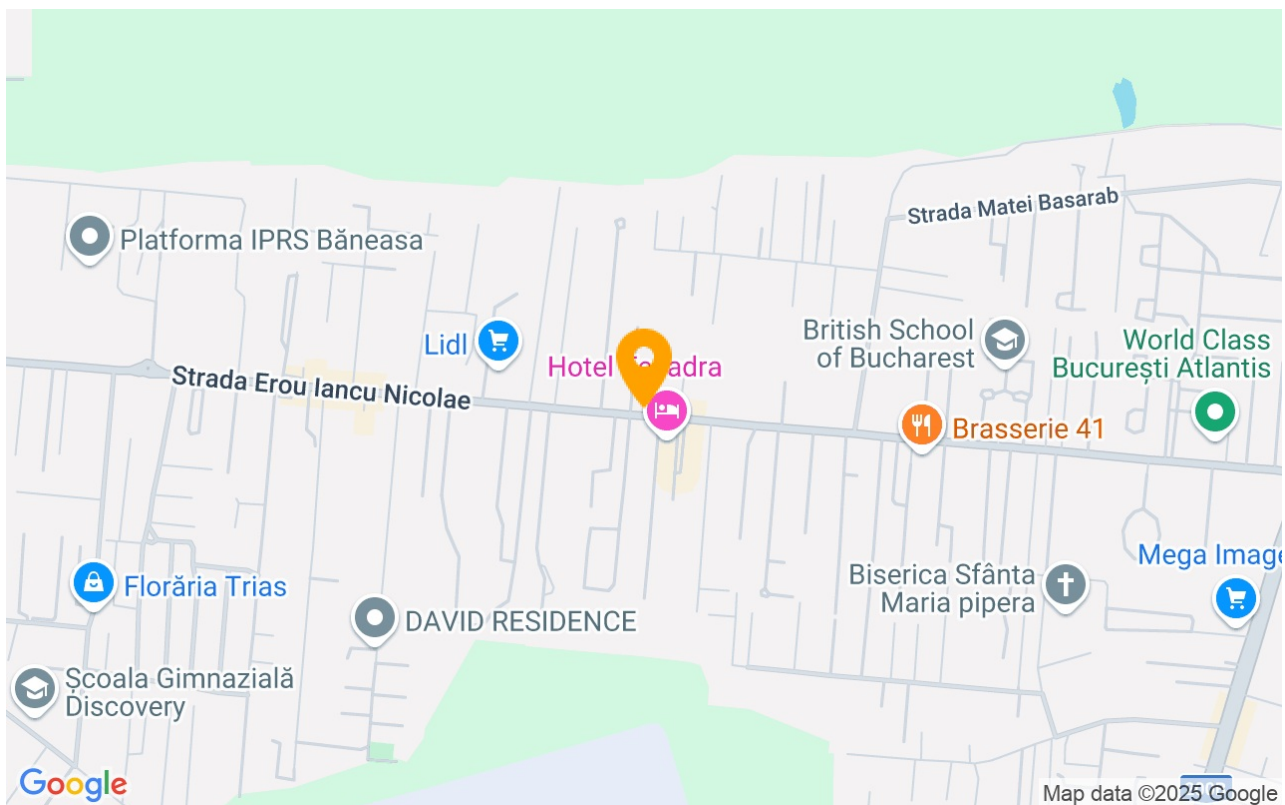 Strada Matei Basarab
Platforma IPRS Băneasa
British School
of Bucharest
World Class
București Atlantis
Lidl
Hotel
Strada Erou Iancu Nicolae
Brasserie 41
Mega Image
Biserica Sfânta
Maria pipera
Florăria Trias
DAVID RESIDENCE
Școala Gimnazială
Discovery
Google
Map data ©2025 Google